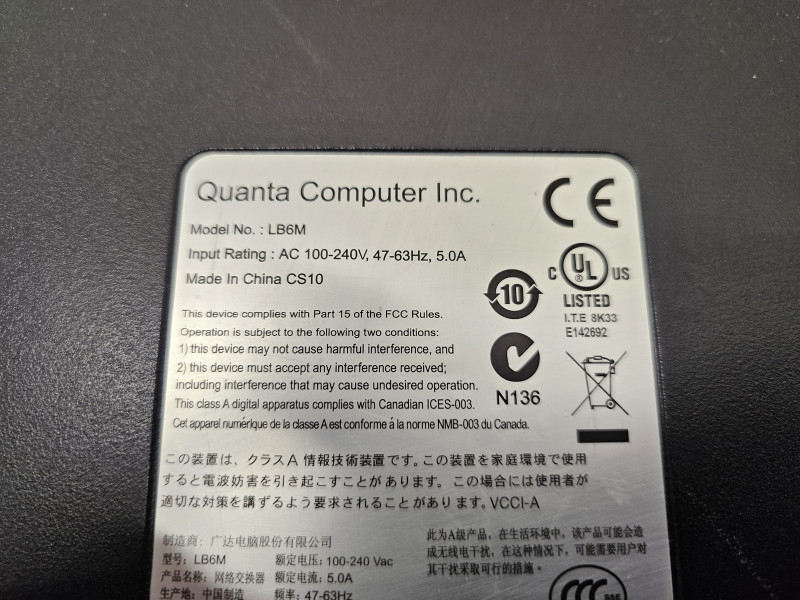 Quanta Computer Inc.
CE
Model No. : LB6M
Input Rating : AC 100-240V, 47-63Hz, 5.0A
Made In China CS10
C UL ® US
LISTED
I.T.E 8K33
E142692
10
N136
This device complies with Part 15 of the FCC Rules.
Operation is subject to the following two conditions:
1) this device may not cause harmful interference, and
2) this device must accept any interference received;
including interference that may cause undesired operation.
This class A digital apparatus complies with Canadian ICES-003.
Cet appareil numérique de la classe A est conforme á la norme NMB-003 du Canada.
この装置は、クラスA 情報技術装置です。この装置を家庭環境で使用
すると電波妨害を引き起こすことがあります。 この場合には使用者が
適切な対策を講ずるよう要求されることがあります。VCCI-A
制造商: 广达电脑股份有限公司
型号: LB6M 额定电压: 100-240 Vac
产品名称: 网络交换器 额定电流: 5.0A
生产地: 中国制造 频率: 47-63Hz
此为A级产品，在生活环境中，该产品可能会造
成无线电干扰，在这种情况下，可能需要用户对
其干扰采取可行的措施。
CCC